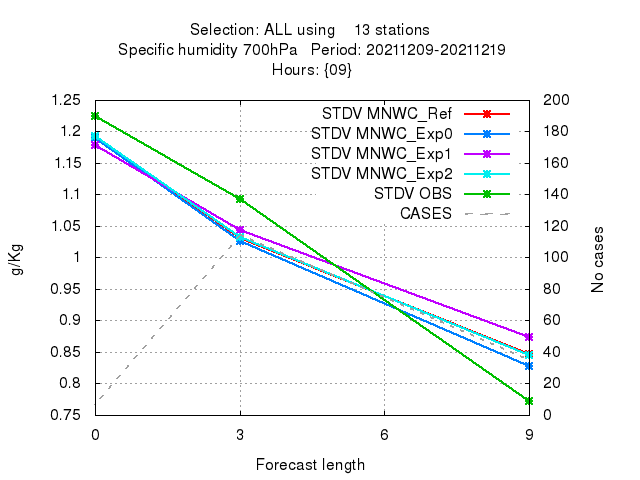 Selection: ALL using    13 stations
Specific humidity 700hPa   Period: 20211209-20211219
Hours: {09}
STDV MNWC_Ref
STDV MNWC_Exp0
STDV MNWC_Exp1
STDV MNWC_Exp2
STDV OBS
CASES
1.25
1.2
1.15
1.1
1.05
1
0.95
0.9
0.85
0.8
0.75
200
180
160
140
120
100
80
60
40
20
0
g/Kg
No cases
0 3 6 9
Forecast length